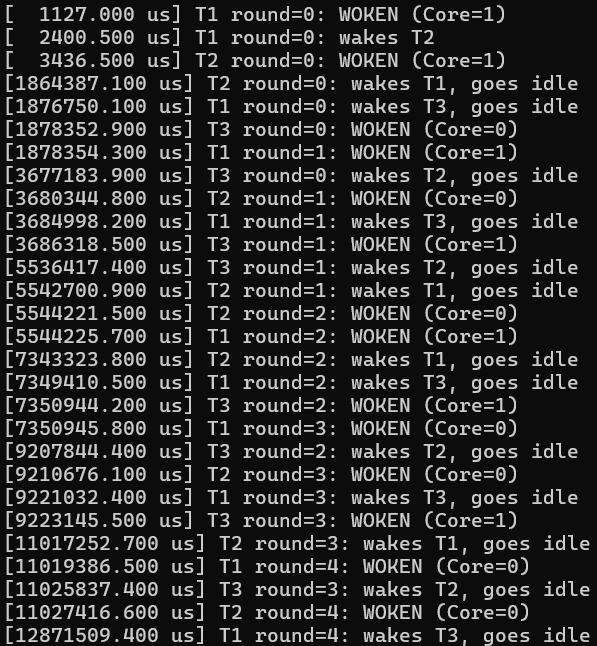 [   1127.000 us] T1 round=0: WOKEN (Core=1)
[   2400.500 us] T1 round=0: wakes T2
[   3436.500 us] T2 round=0: WOKEN (Core=1)
[1864387.100 us] T2 round=0: wakes T1, goes idle
[1876750.100 us] T1 round=0: wakes T3, goes idle
[1878352.900 us] T3 round=0: WOKEN (Core=0)
[1878354.300 us] T1 round=1: WOKEN (Core=1)
[3677183.900 us] T3 round=0: wakes T2, goes idle
[3680344.800 us] T2 round=1: WOKEN (Core=0)
[3684998.200 us] T1 round=1: wakes T3, goes idle
[3686318.500 us] T3 round=1: WOKEN (Core=1)
[5536417.400 us] T3 round=1: wakes T2, goes idle
[5542700.900 us] T2 round=1: wakes T1, goes idle
[5544221.500 us] T2 round=2: WOKEN (Core=0)
[5544225.700 us] T1 round=2: WOKEN (Core=1)
[7343323.800 us] T2 round=2: wakes T1, goes idle
[7349410.500 us] T1 round=2: wakes T3, goes idle
[7350944.200 us] T3 round=2: WOKEN (Core=1)
[7350945.800 us] T1 round=3: WOKEN (Core=0)
[9207844.400 us] T3 round=2: wakes T2, goes idle
[9210676.100 us] T2 round=3: WOKEN (Core=0)
[9221032.400 us] T1 round=3: wakes T3, goes idle
[9223145.500 us] T3 round=3: WOKEN (Core=1)
[11017252.700 us] T2 round=3: wakes T1, goes idle
[11019386.500 us] T1 round=4: WOKEN (Core=0)
[11025837.400 us] T3 round=3: wakes T2, goes idle
[11027416.600 us] T2 round=4: WOKEN (Core=0)
[12871509.400 us] T1 round=4: wakes T3, goes idle